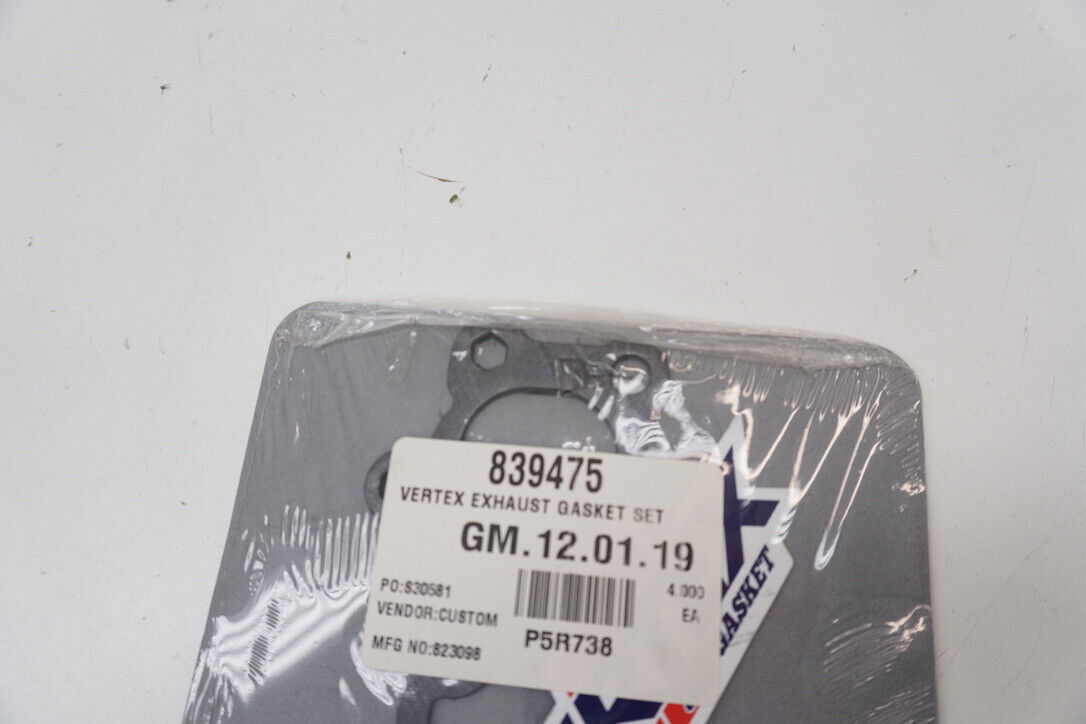 839475
VERTEX EXHAUST GASKET SET
GM.12.01.19
PO:830581
4.000
VENDOR:CUSTOM
EA
MFG NO:823098
P5R738
GASKET